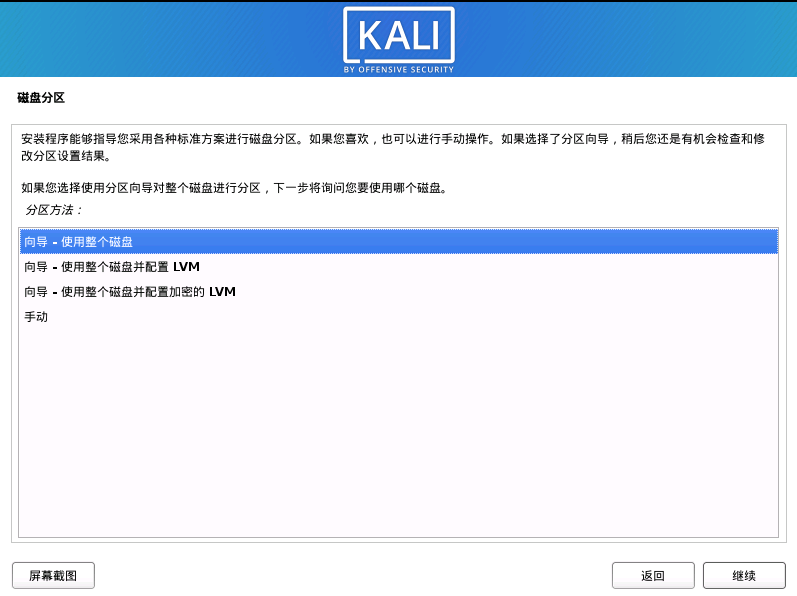 KALI
BY OFFENSIVE SECURITY
磁盘分区
安装程序能够指导您采用各种标准方案进行磁盘分区。如果您喜欢，也可以进行手动操作。如果选择了分区向导，稍后您还是有机会检查和修
改分区设置结果。
如果您选择使用分区向导对整个磁盘进行分区，下一步将询问您要使用哪个磁盘。
分区方法：
向导 - 使用整个磁盘
向导 - 使用整个磁盘并配置 LVM
向导 - 使用整个磁盘并配置加密的 LVM
手动
屏幕截图
返回
继续